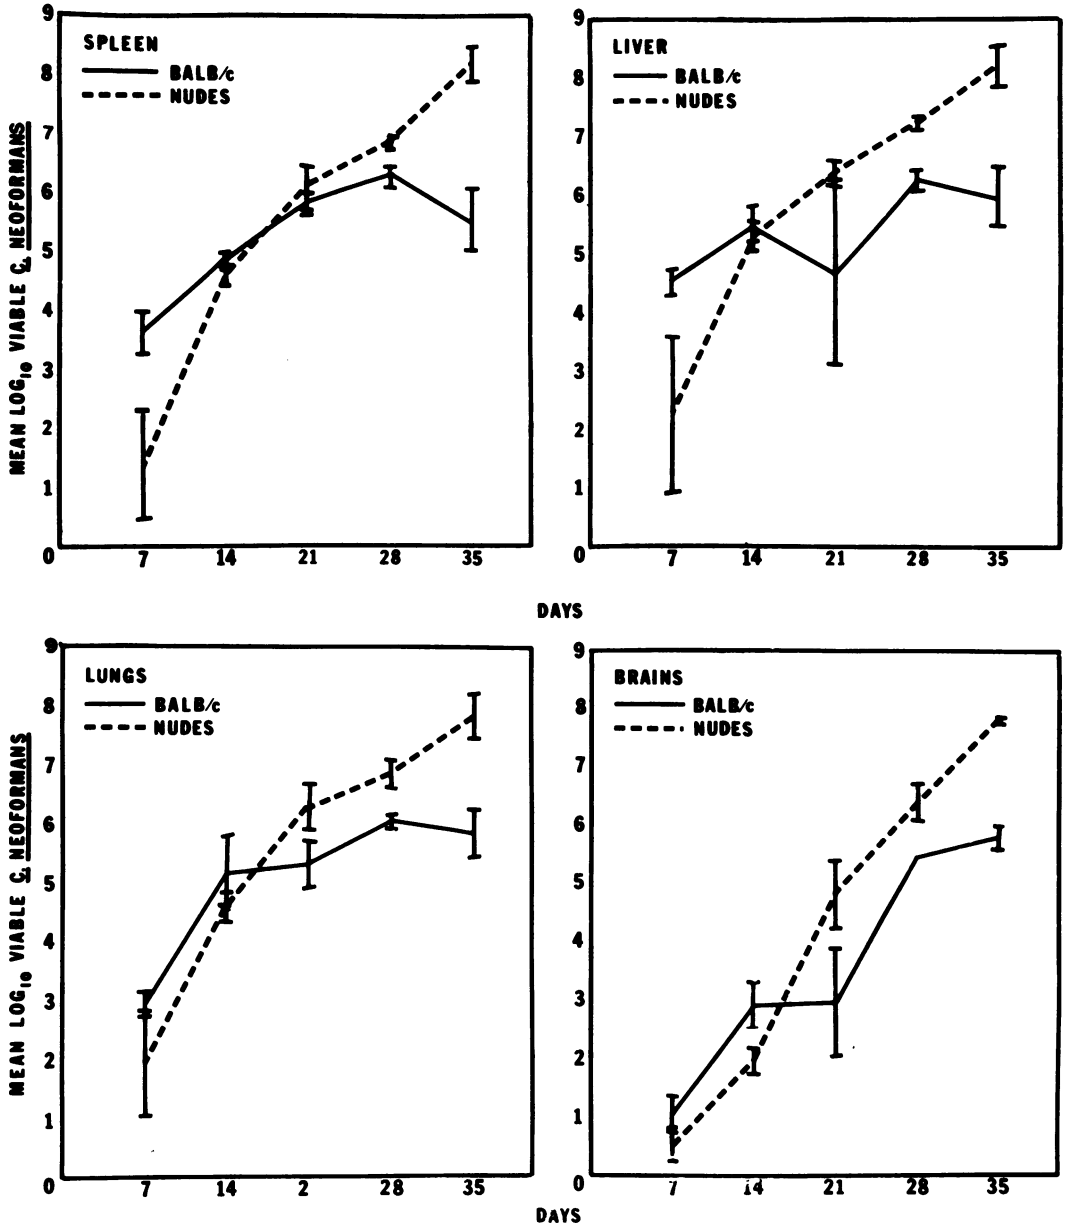 MEAN LOG10 VIABLE C. NEOFORMANS
9
8
7
6
5
4
3
2
1
0
SPLEEN
BALB/c
NUDES
7 14 21 28 35
9
8
7
6
5
4
3
2
1
0
LIVER
BALB/c
NUDES
7 14 21 28 35
DAYS
MEAN LOG10 VIABLE C. NEOFORMANS
9
8
7
6
5
4
3
2
1
0
LUNGS
BALB/c
NUDES
7 14 2 28 35
9
8
7
6
5
4
3
2
1
0
BRAINS
BALB/c
NUDES
7 14 21 28 35
DAYS